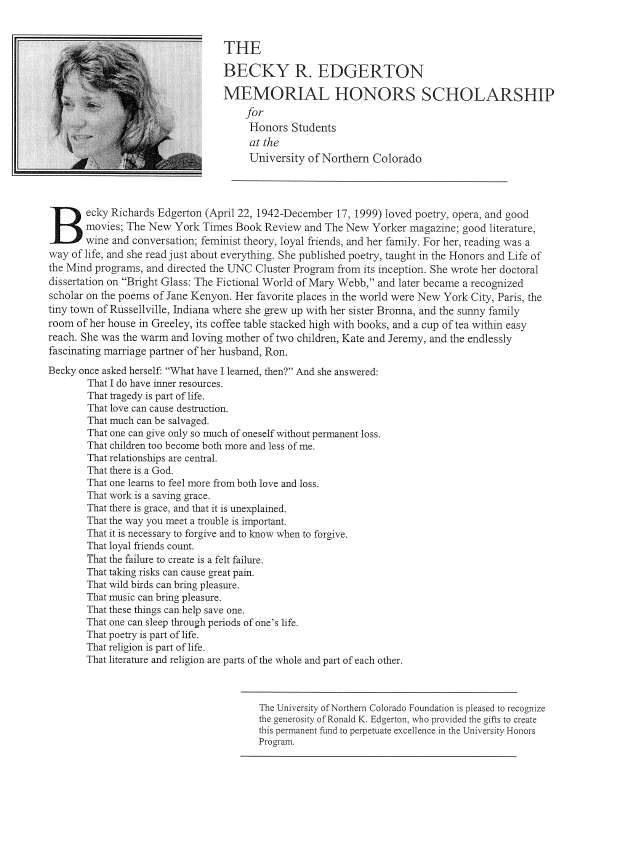 THE
BECKY R. EDGERTON
MEMORIAL HONORS SCHOLARSHIP
for
Honors Students
at the
University of Northern Colorado
Becky Richards Edgerton (April 22, 1942-December 17, 1999) loved poetry, opera, and good
movies; The New York Times Book Review and The New Yorker magazine; good literature,
wine and conversation; feminist theory, loyal friends, and her family. For her, reading was a
way of life, and she read just about everything. She published poetry, taught in the Honors and Life of
the Mind programs, and directed the UNC Cluster Program from its inception. She wrote her doctoral
dissertation on “Bright Glass: The Fictional World of Mary Webb,” and later became a recognized
scholar on the poems of Jane Kenyon. Her favorite places in the world were New York City, Paris, the
tiny town of Russellville, Indiana where she grew up with her sister Bronna, and the sunny family
room of her house in Greeley, its coffee table stacked high with books, and a cup of tea within easy
reach. She was the warm and loving mother of two children, Kate and Jeremy, and the endlessly
fascinating marriage partner of her husband, Ron.
Becky once asked herself: “What have I learned, then?” And she answered:
That I do have inner resources.
That tragedy is part of life.
That love can cause destruction.
That much can be salvaged.
That one can give only so much of oneself without permanent loss.
That children too become both more and less of me.
That relationships are central.
That there is a God.
That one learns to feel more from both love and loss.
That work is a saving grace.
That there is grace, and that it is unexplained.
That the way you meet a trouble is important.
That it is necessary to forgive and to know when to forgive.
That loyal friends count.
That the failure to create is a felt failure.
That taking risks can cause great pain.
That wild birds can bring pleasure.
That music can bring pleasure.
That these things can help save one.
That one can sleep through periods of one’s life.
That poetry is part of life.
That religion is part of life.
That literature and religion are parts of the whole and part of each other.
The University of Northern Colorado Foundation is pleased to recognize
the generosity of Ronald K. Edgerton, who provided the gifts to create
this permanent fund to perpetuate excellence in the University Honors
Program.